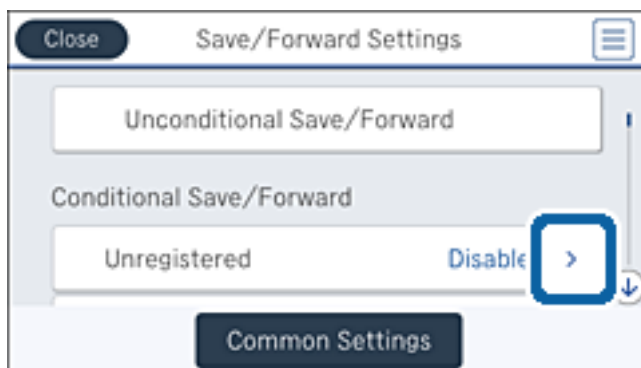 Close Save/Forward Settings
Unconditional Save/Forward
Conditional Save/Forward
Unregistered Disable
Common Settings